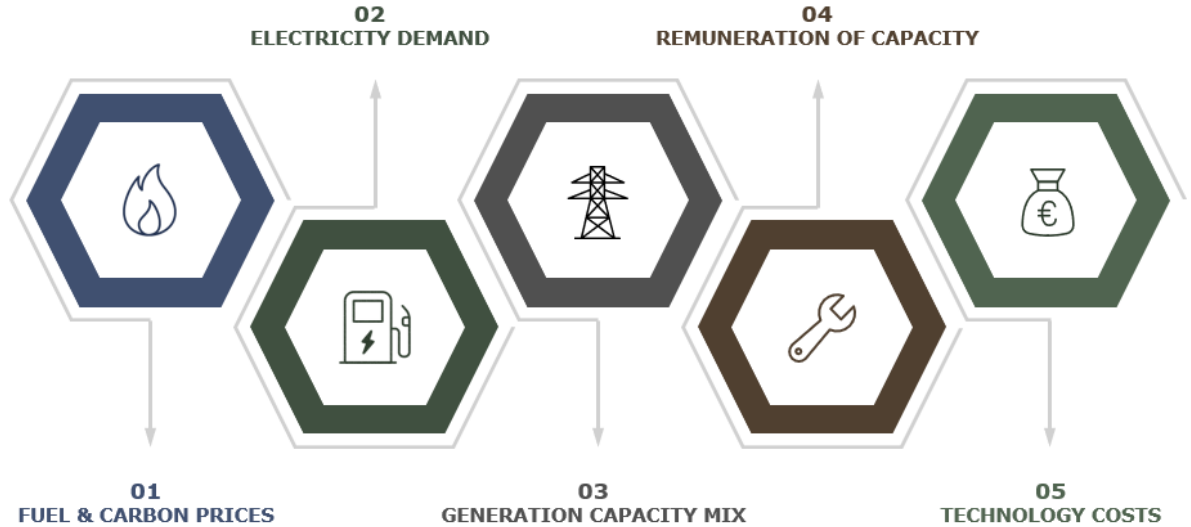 02
ELECTRICITY DEMAND
04
REMUNERATION OF CAPACITY
€
01
FUEL & CARBON PRICES
03
GENERATION CAPACITY MIX
05
TECHNOLOGY COSTS